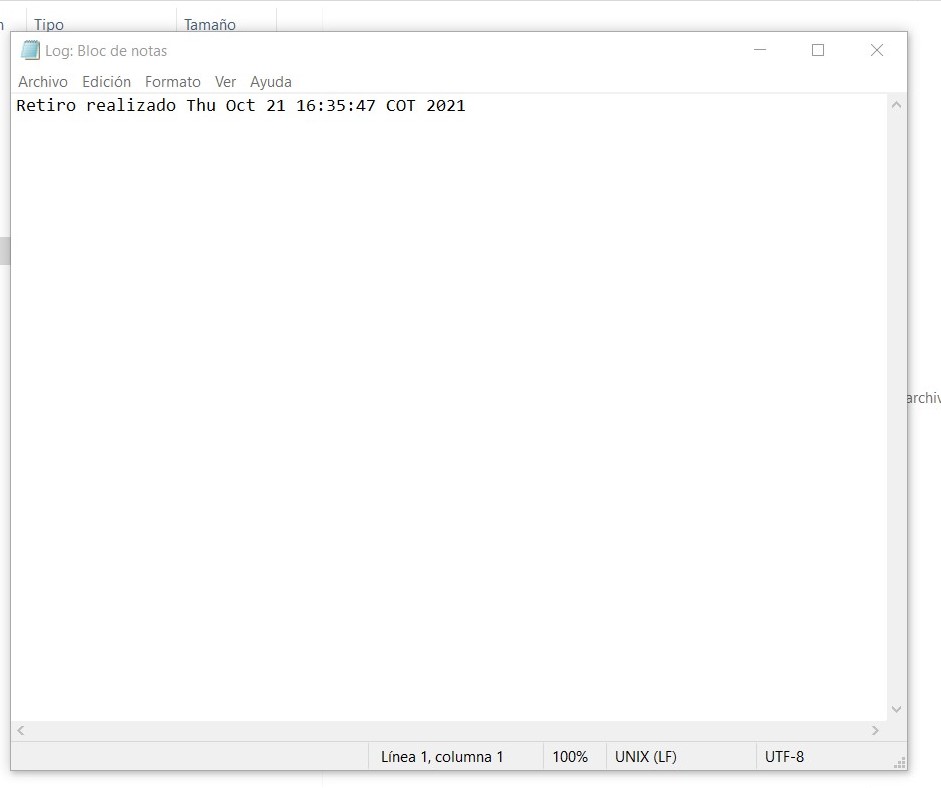 Tipo Tamaño
Log: Bloc de notas
Archivo Edición Formato Ver Ayuda
Retiro realizado Thu Oct 21 16:35:47 COT 2021
archiv
Línea 1, columna 1 100% UNIX (LF) UTF-8